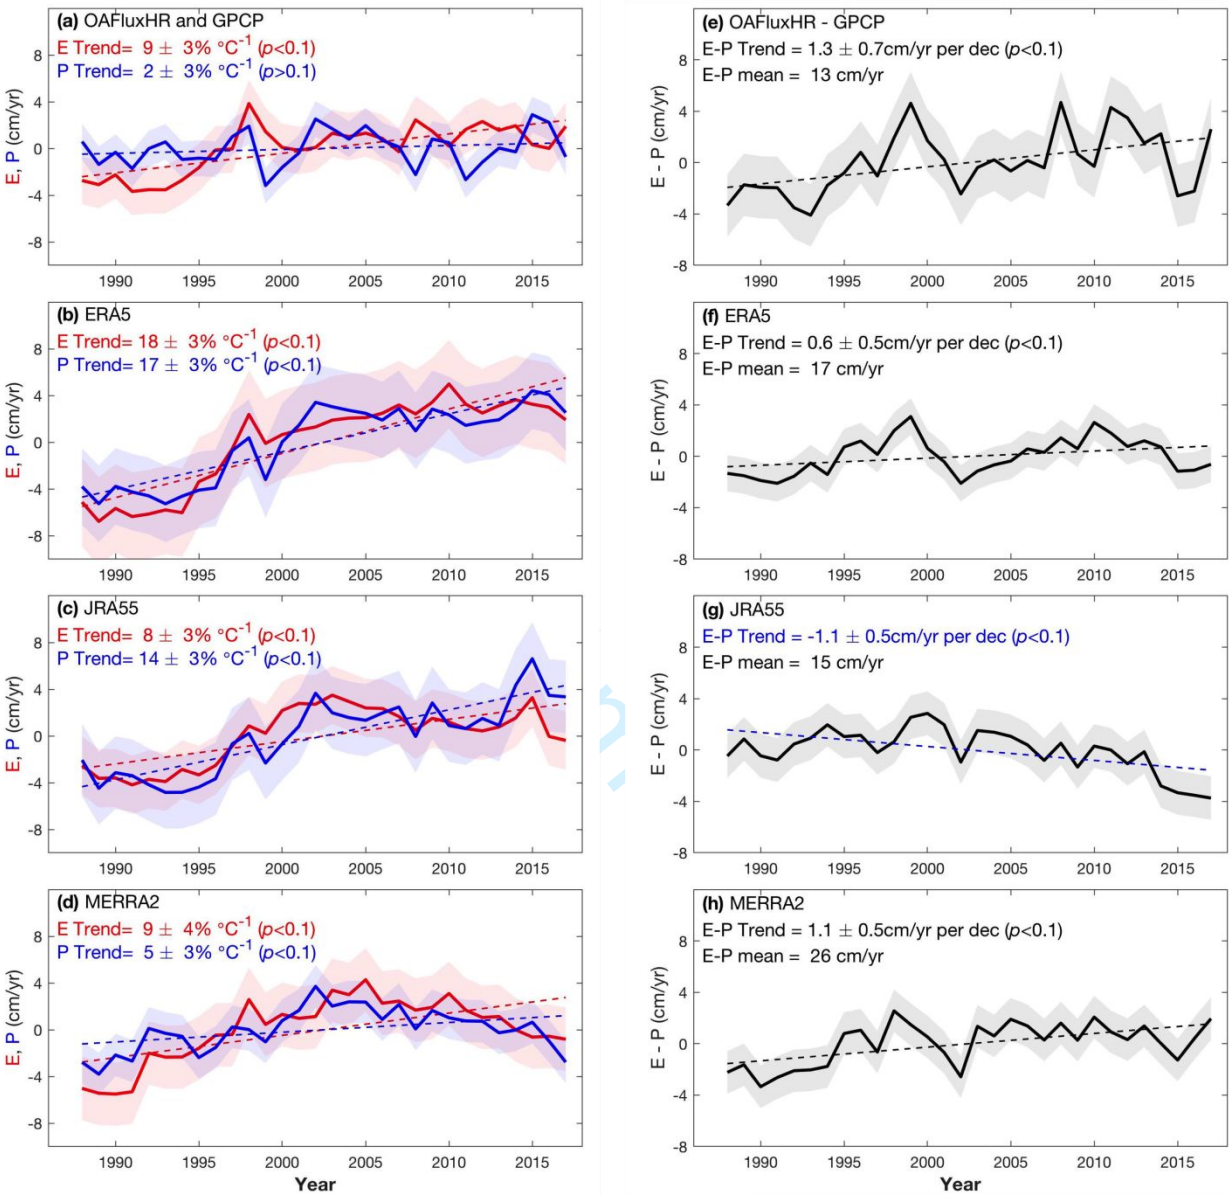 (a) OAFluxHR and GPCP
E Trend= 9 ± 3% °C⁻¹ (p<0.1)
P Trend= 2 ± 3% °C⁻¹ (p>0.1)
E, P (cm/yr)
8
4
0
-4
-8
1990 1995 2000 2005 2010 2015
(e) OAFluxHR - GPCP
E-P Trend = 1.3 ± 0.7cm/yr per dec (p<0.1)
E-P mean = 13 cm/yr
E - P (cm/yr)
8
4
0
-4
-8
1990 1995 2000 2005 2010 2015
(b) ERA5
E Trend= 18 ± 3% °C⁻¹ (p<0.1)
P Trend= 17 ± 3% °C⁻¹ (p<0.1)
E, P (cm/yr)
8
4
0
-4
-8
1990 1995 2000 2005 2010 2015
(f) ERA5
E-P Trend = 0.6 ± 0.5cm/yr per dec (p<0.1)
E-P mean = 17 cm/yr
E - P (cm/yr)
8
4
0
-4
-8
1990 1995 2000 2005 2010 2015
(c) JRA55
E Trend= 8 ± 3% °C⁻¹ (p<0.1)
P Trend= 14 ± 3% °C⁻¹ (p<0.1)
E, P (cm/yr)
8
4
0
-4
-8
1990 1995 2000 2005 2010 2015
(g) JRA55
E-P Trend = -1.1 ± 0.5cm/yr per dec (p<0.1)
E-P mean = 15 cm/yr
E - P (cm/yr)
8
4
0
-4
-8
1990 1995 2000 2005 2010 2015
(d) MERRA2
E Trend= 9 ± 4% °C⁻¹ (p<0.1)
P Trend= 5 ± 3% °C⁻¹ (p<0.1)
E, P (cm/yr)
8
4
0
-4
-8
1990 1995 2000 2005 2010 2015
Year
(h) MERRA2
E-P Trend = 1.1 ± 0.5cm/yr per dec (p<0.1)
E-P mean = 26 cm/yr
E - P (cm/yr)
8
4
0
-4
-8
1990 1995 2000 2005 2010 2015
Year